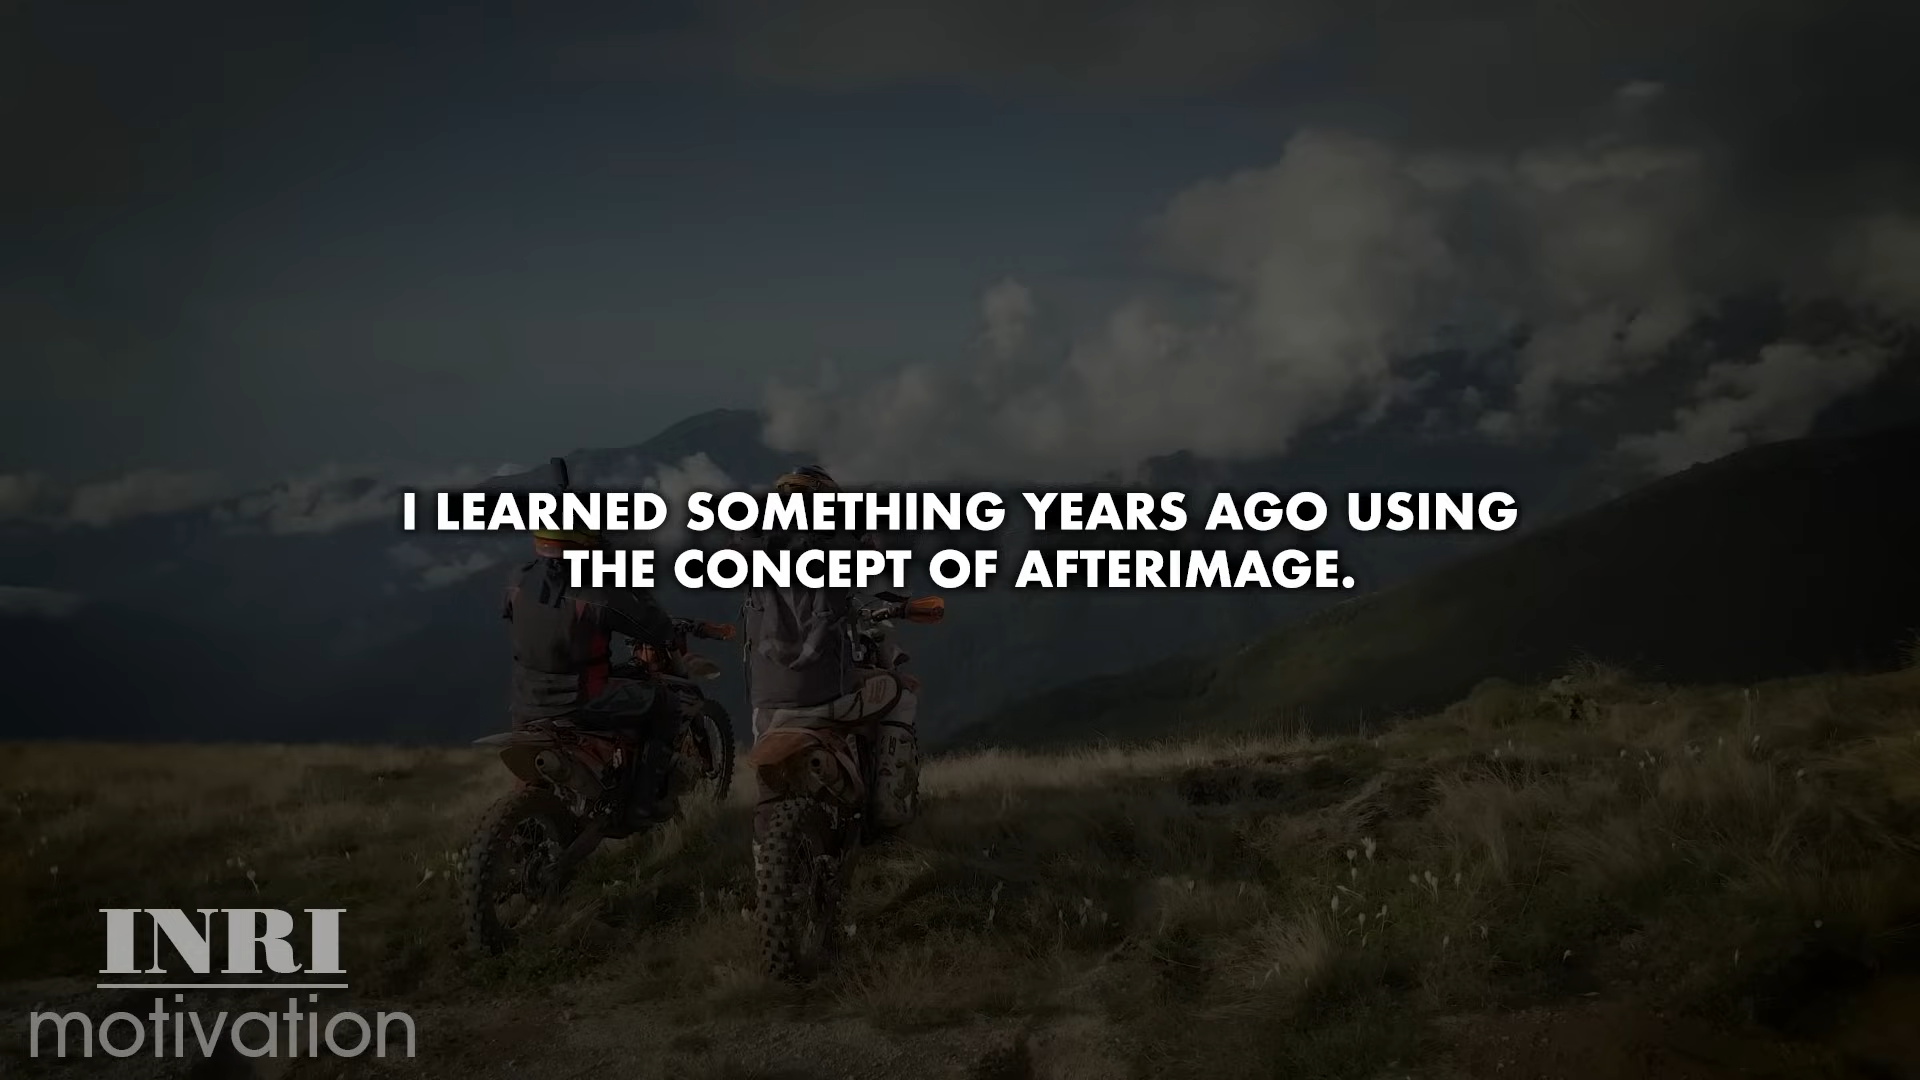 I LEARNED SOMETHING YEARS AGO USING
THE CONCEPT OF AFTERIMAGE.
INRI
motivation